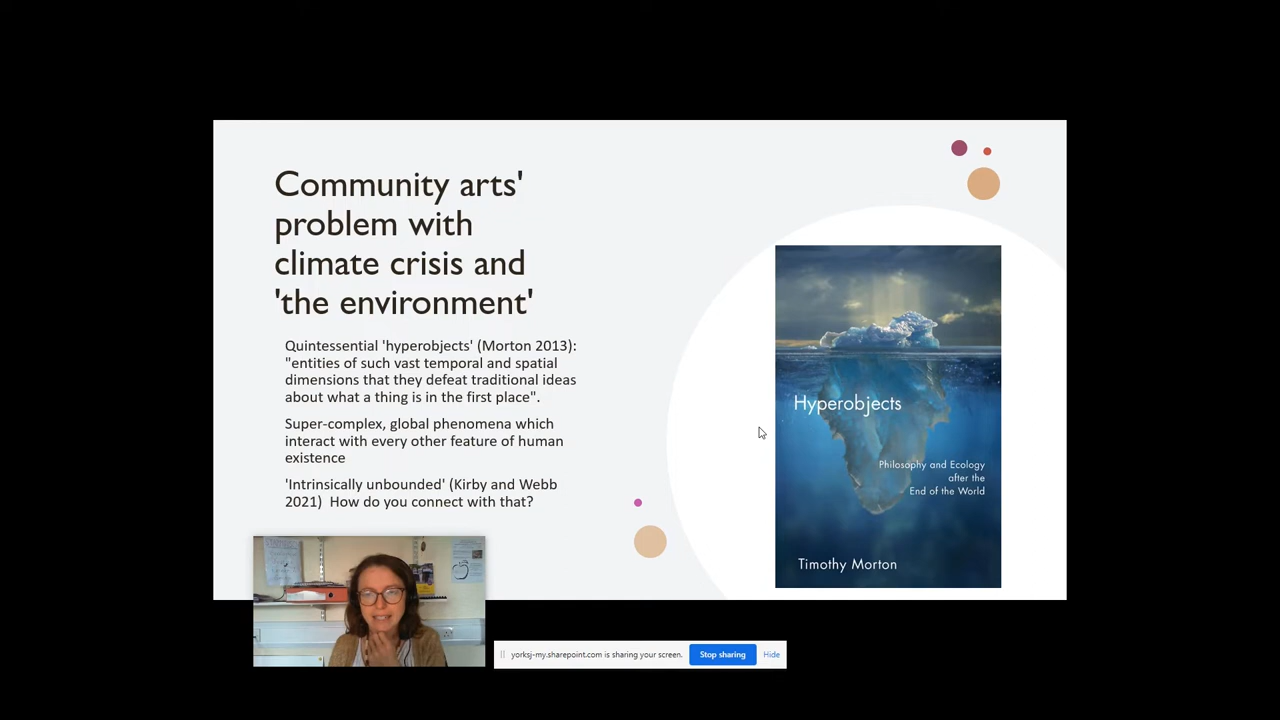 Community arts'
problem with
climate crisis and
'the environment'
Quintessential 'hyperobjects' (Morton 2013):
"entities of such vast temporal and spatial
dimensions that they defeat traditional ideas
about what a thing is in the first place".
Super-complex, global phenomena which
interact with every other feature of human
existence
'Intrinsically unbounded' (Kirby and Webb
2021)  How do you connect with that?
Hyperobjects
Philosophy and Ecology
after the
End of the World
Timothy Morton
yorksj-my.sharepoint.com is sharing your screen.
Stop sharing
Hide